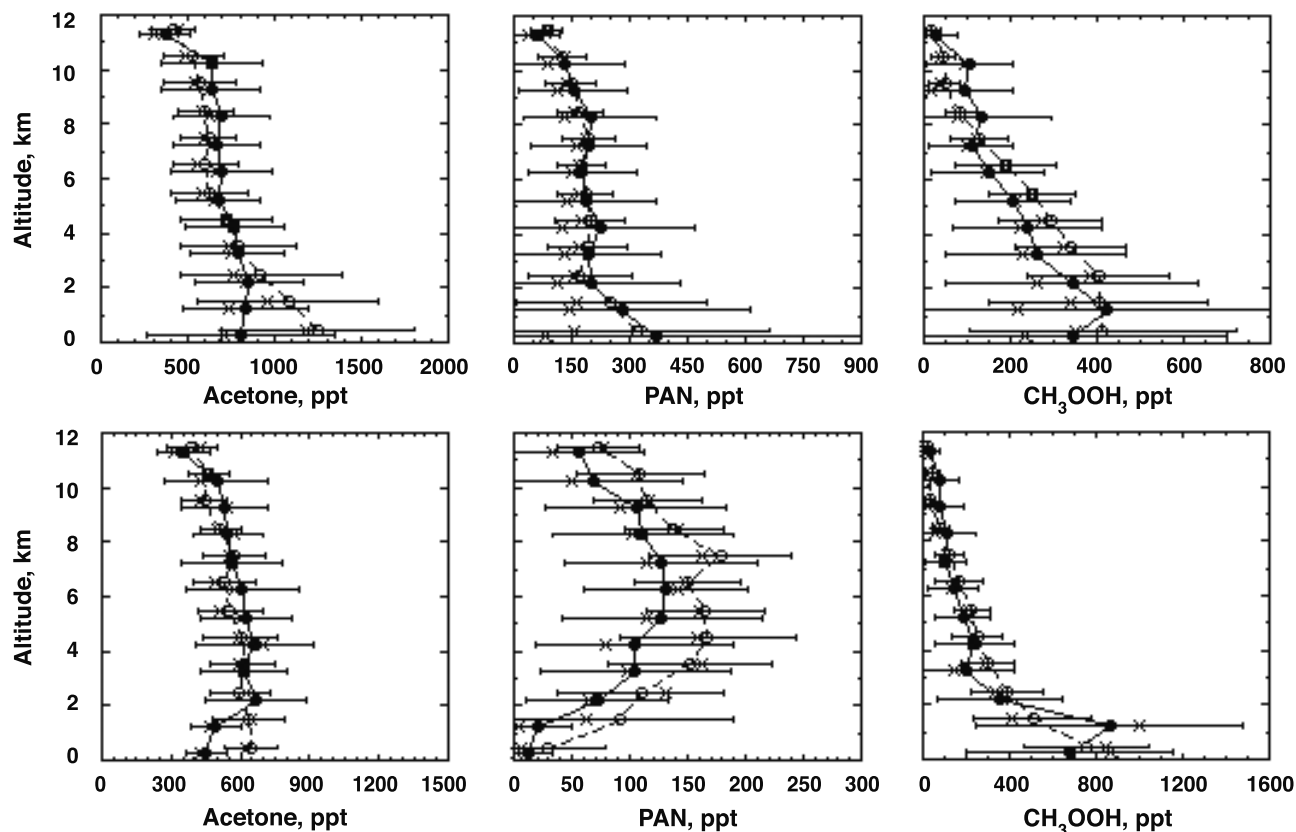 12
10
8
6
4
2
0
Altitude, km
0 500 1000 1500 2000
Acetone, ppt
0 150 300 450 600 750 900
PAN, ppt
0 200 400 600 800
CH3OOH, ppt
12
10
8
6
4
2
0
Altitude, km
0 300 600 900 1200 1500
Acetone, ppt
0 50 100 150 200 250 300
PAN, ppt
0 400 800 1200 1600
CH3OOH, ppt